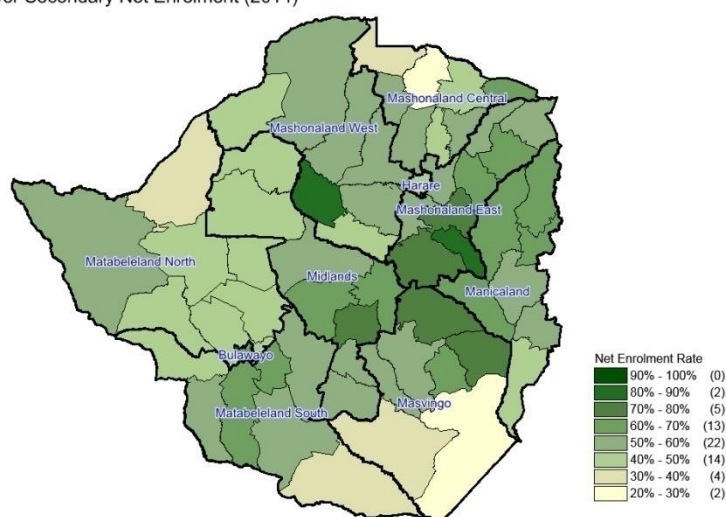 Secondary Net Enrolment (2014)
Mashonaland Central
Mashonaland West
Harare
Mashonaland East
Matabeleland North
Midlands
Manicaland
Bulawayo
Masvingo
Matabeleland South
Net Enrolment Rate
90% - 100% (0)
80% - 90% (2)
70% - 80% (5)
60% - 70% (13)
50% - 60% (22)
40% - 50% (14)
30% - 40% (4)
20% - 30% (2)